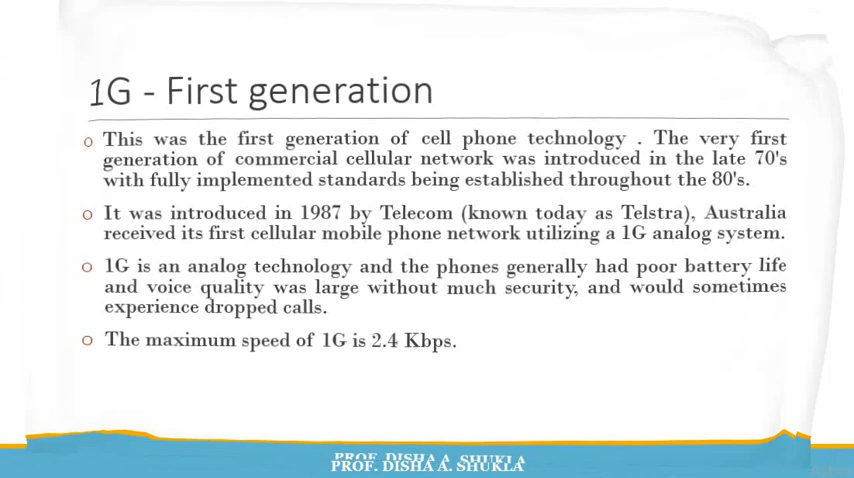 1G - First generation
o This was the first generation of cell phone technology . The very first
generation of commercial cellular network was introduced in the late 70's
with fully implemented standards being established throughout the 80's.
o It was introduced in 1987 by Telecom (known today as Telstra), Australia
received its first cellular mobile phone network utilizing a 1G analog system.
o 1G is an analog technology and the phones generally had poor battery life
and voice quality was large without much security, and would sometimes
experience dropped calls.
o The maximum speed of 1G is 2.4 Kbps.
PROF. DISHA A. SHUKLA
PROF. DISHA A. SHUKLA